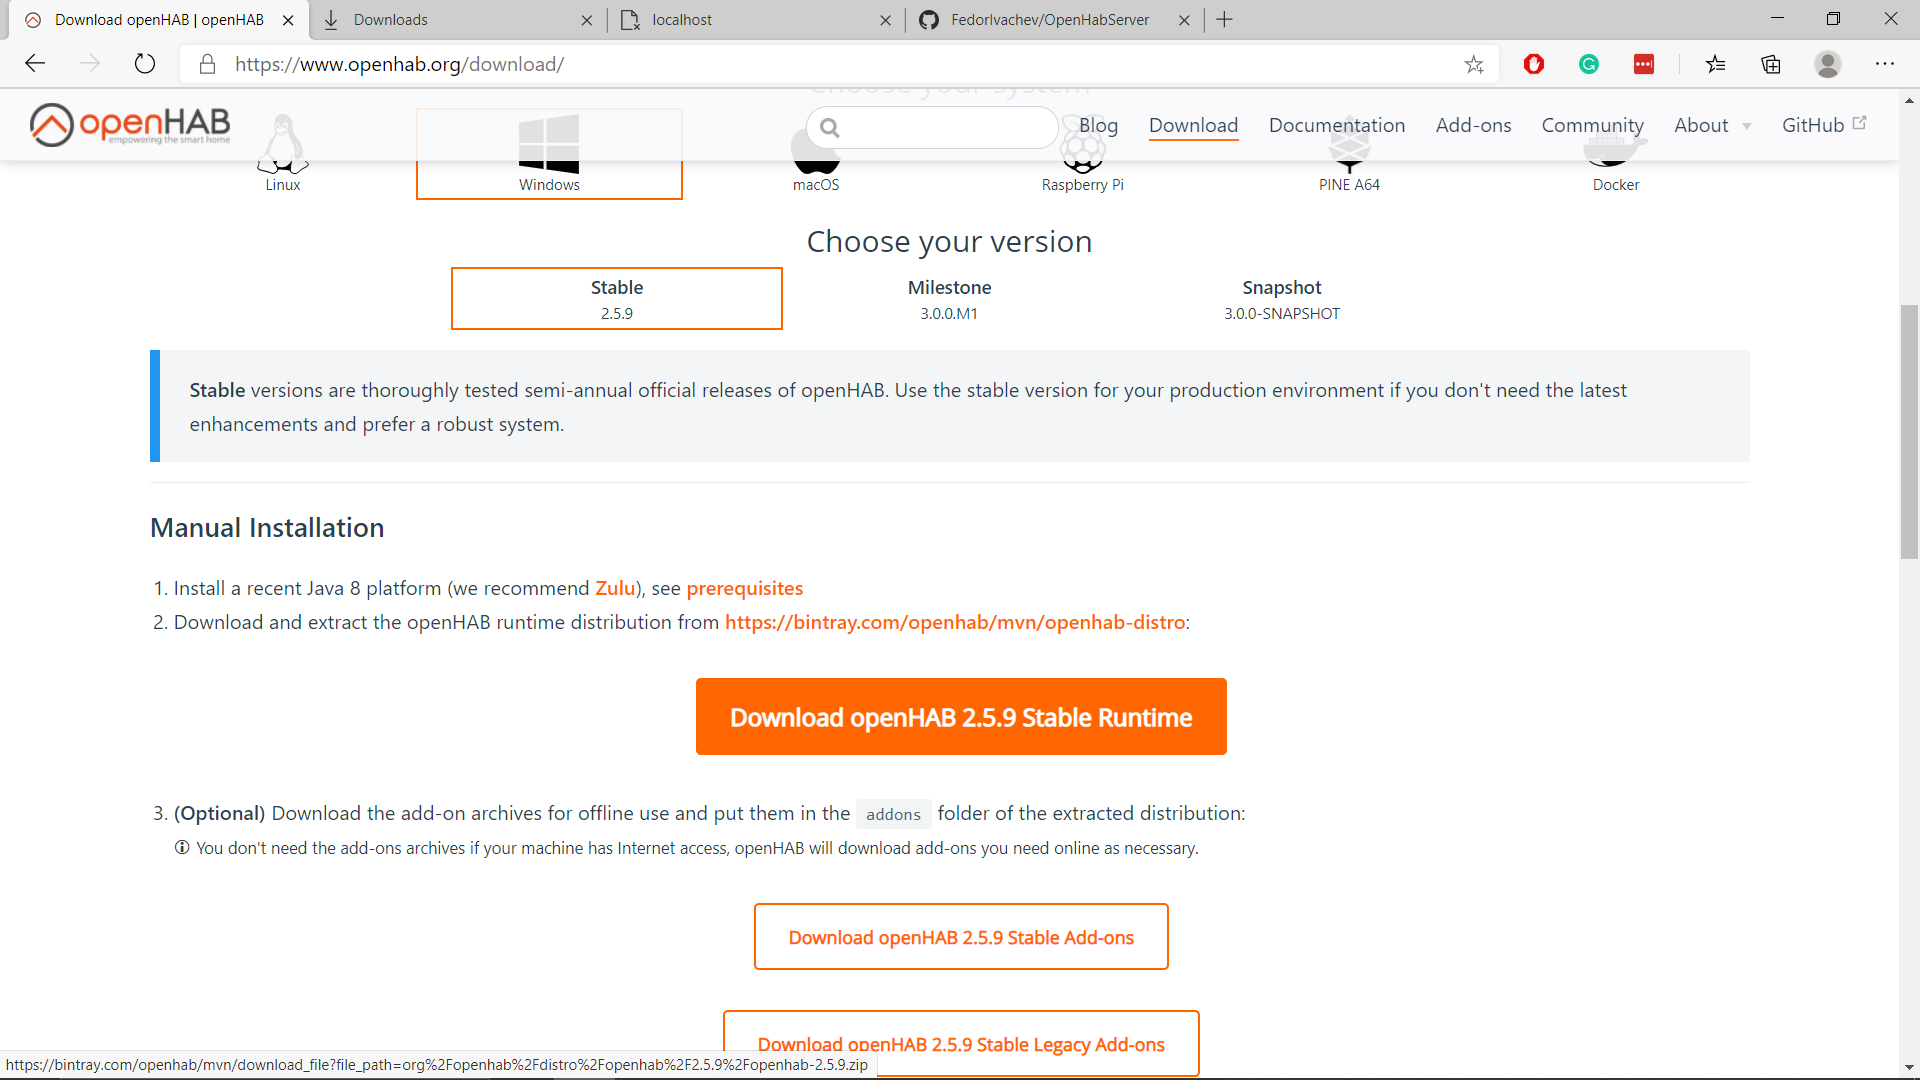 Download openHAB | openHAB
Downloads
localhost
FedorIvachev/OpenHabServer
https://www.openhab.org/download/
Choose your system
openHAB
empowering the smart home
Blog
Download
Documentation
Add-ons
Community
About
GitHub
Linux
Windows
macOS
Raspberry Pi
PINE A64
Docker
Choose your version
Stable
2.5.9
Milestone
3.0.0.M1
Snapshot
3.0.0-SNAPSHOT
Stable versions are thoroughly tested semi-annual official releases of openHAB. Use the stable version for your production environment if you don't need the latest
enhancements and prefer a robust system.
Manual Installation
1. Install a recent Java 8 platform (we recommend Zulu), see prerequisites
2. Download and extract the openHAB runtime distribution from https://bintray.com/openhab/mvn/openhab-distro:
Download openHAB 2.5.9 Stable Runtime
3. (Optional) Download the add-on archives for offline use and put them in the addons folder of the extracted distribution:
You don't need the add-ons archives if your machine has Internet access, openHAB will download add-ons you need online as necessary.
Download openHAB 2.5.9 Stable Add-ons
Download openHAB 2.5.9 Stable Legacy Add-ons
https://bintray.com/openhab/mvn/download_file?file_path=org%2Fopenhab%2Fdistro%2Fopenhab%2F2.5.9%2Fopenhab-2.5.9.zip